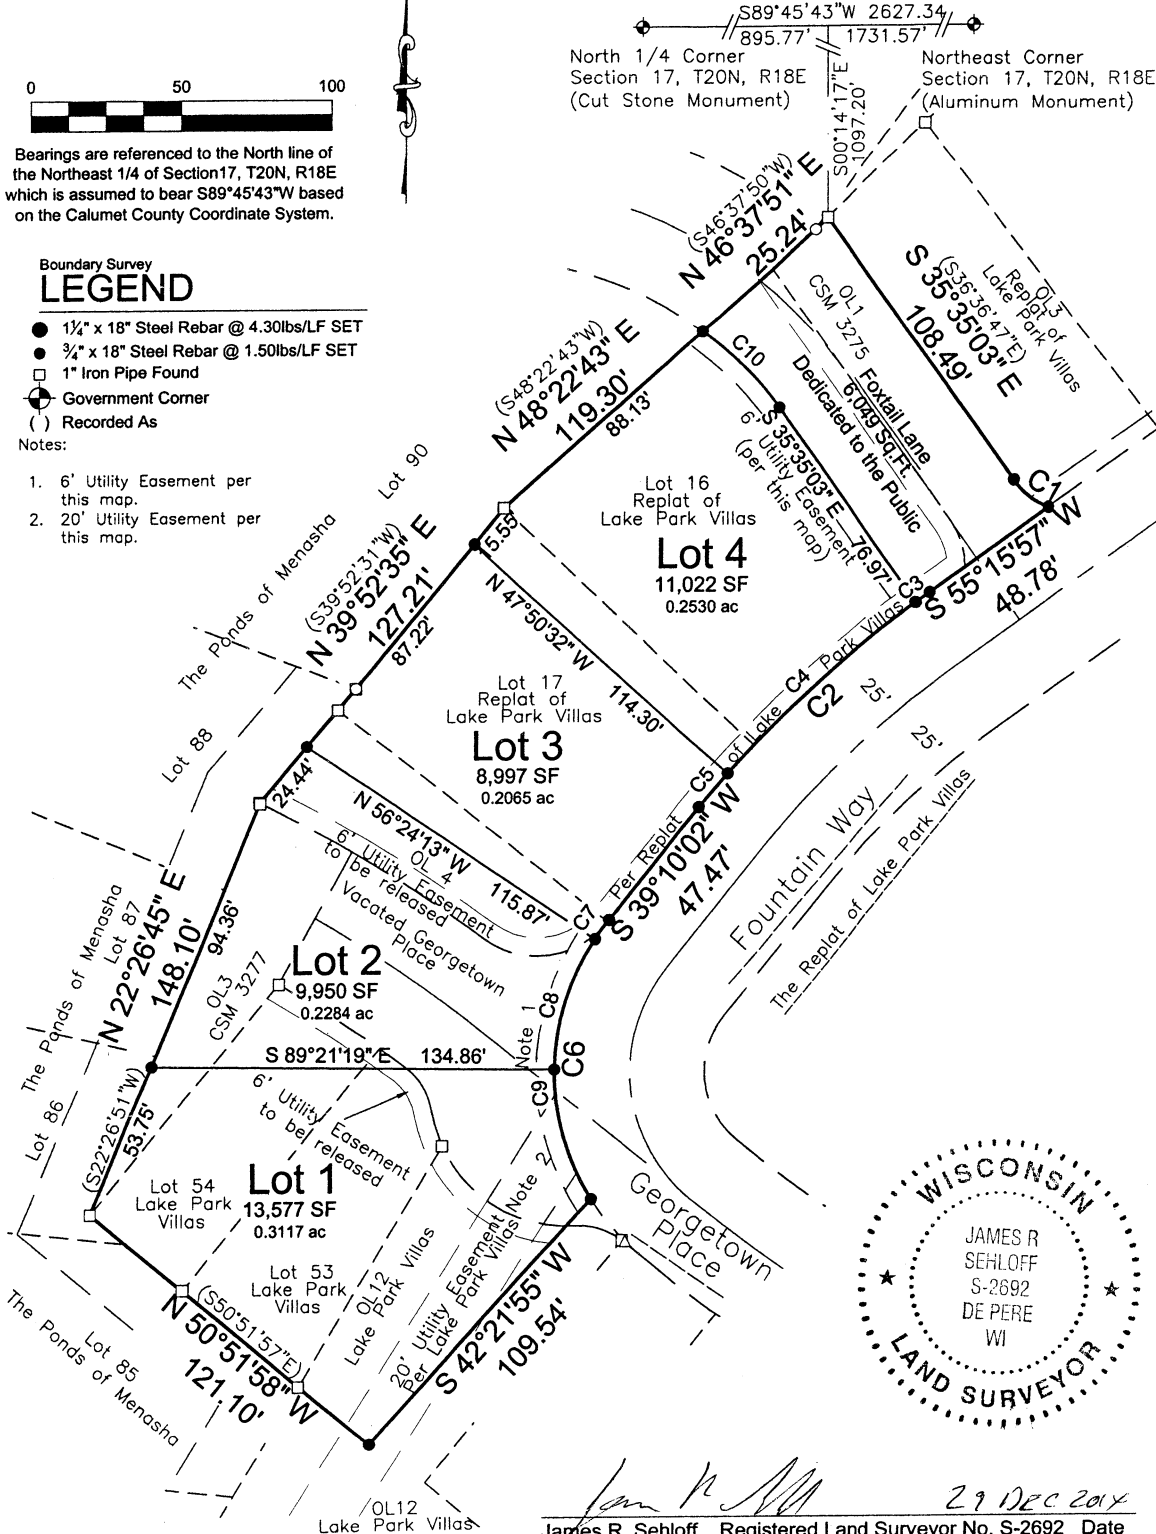 S89°45'43"W 2627.34
895.77' 1731.57'
North 1/4 Corner
Section 17, T20N, R18E
(Cut Stone Monument)
Northeast Corner
Section 17, T20N, R18E
(Aluminum Monument)
S00°14'17"E
1097.20'
0 50 100
Bearings are referenced to the North line of
the Northeast 1/4 of Section17, T20N, R18E
which is assumed to bear S89°45'43"W based
on the Calumet County Coordinate System.
Boundary Survey
LEGEND
1¼" x 18" Steel Rebar @ 4.30lbs/LF SET
¾" x 18" Steel Rebar @ 1.50lbs/LF SET
1" Iron Pipe Found
Government Corner
( ) Recorded As
Notes:
1. 6' Utility Easement per
this map.
2. 20' Utility Easement per
this map.
(S46°37'50"W)
N 46°37'51" E
25.24'
(S48°22'43"W)
N 48°22'43" E
119.30'
88.13'
C10
OL1
CSM 3275
Foxtail Lane
6,049 Sq.Ft.
Dedicated to the Public
S 35°35'03" E
(S36°36'47"E)
108.49'
OL3
Replat of
Lake Park Villas
C1
S 35°35'03" E 76.97'
6' Utility Easement
(per this map)
C3
S 55°15'57" W
48.78'
Lot 16
Replat of
Lake Park Villas
Lot 4
11,022 SF
0.2530 ac
15.55
Lot 90
The Ponds of Menasha
(S39°52'31"W)
N 39°52'35" E
127.21'
87.22'
N 47°50'32" W
114.30'
Lot 17
Replat of
Lake Park Villas
Lot 3
8,997 SF
0.2065 ac
C4
C2
C5
Per Replat of Lake Park Villas
25'
25'
Fountain Way
The Replat of Lake Park Villas
S 39°10'02" W
47.47'
Lot 88
24.44'
N 56°24'13" W
115.87'
OL 4
6' Utility Easement
to be released
Vacated Georgetown
Place
C7
Lot 2
9,950 SF
0.2284 ac
C8
C6
Note 1
C9
N 22°26'45" E
148.10'
94.36'
Lot 87
The Ponds of Menasha
OL3
CSM 3277
S 89°21'19" E 134.86'
6' Utility Easement
to be released
Lot 86
(S22°26'51"W)
53.75'
Lot 54
Lake Park
Villas
Lot 1
13,577 SF
0.3117 ac
Lot 53
Lake Park
Villas
OL12
Lake Park Villas
20' Utility Easement
Per Lake Park Villas
Note 2
S 42°21'55" W
109.54'
Georgetown
Place
(S50°51'57"E)
N 50°51'58" W
121.10'
Lot 85
The Ponds of Menasha
OL12
Lake Park Villas
WISCONSIN
JAMES R
SEHLOFF
S-2692
DE PERE
WI
LAND SURVEYOR
29 DEC 2014
James R. Sehloff Registered Land Surveyor No. S-2692 Date